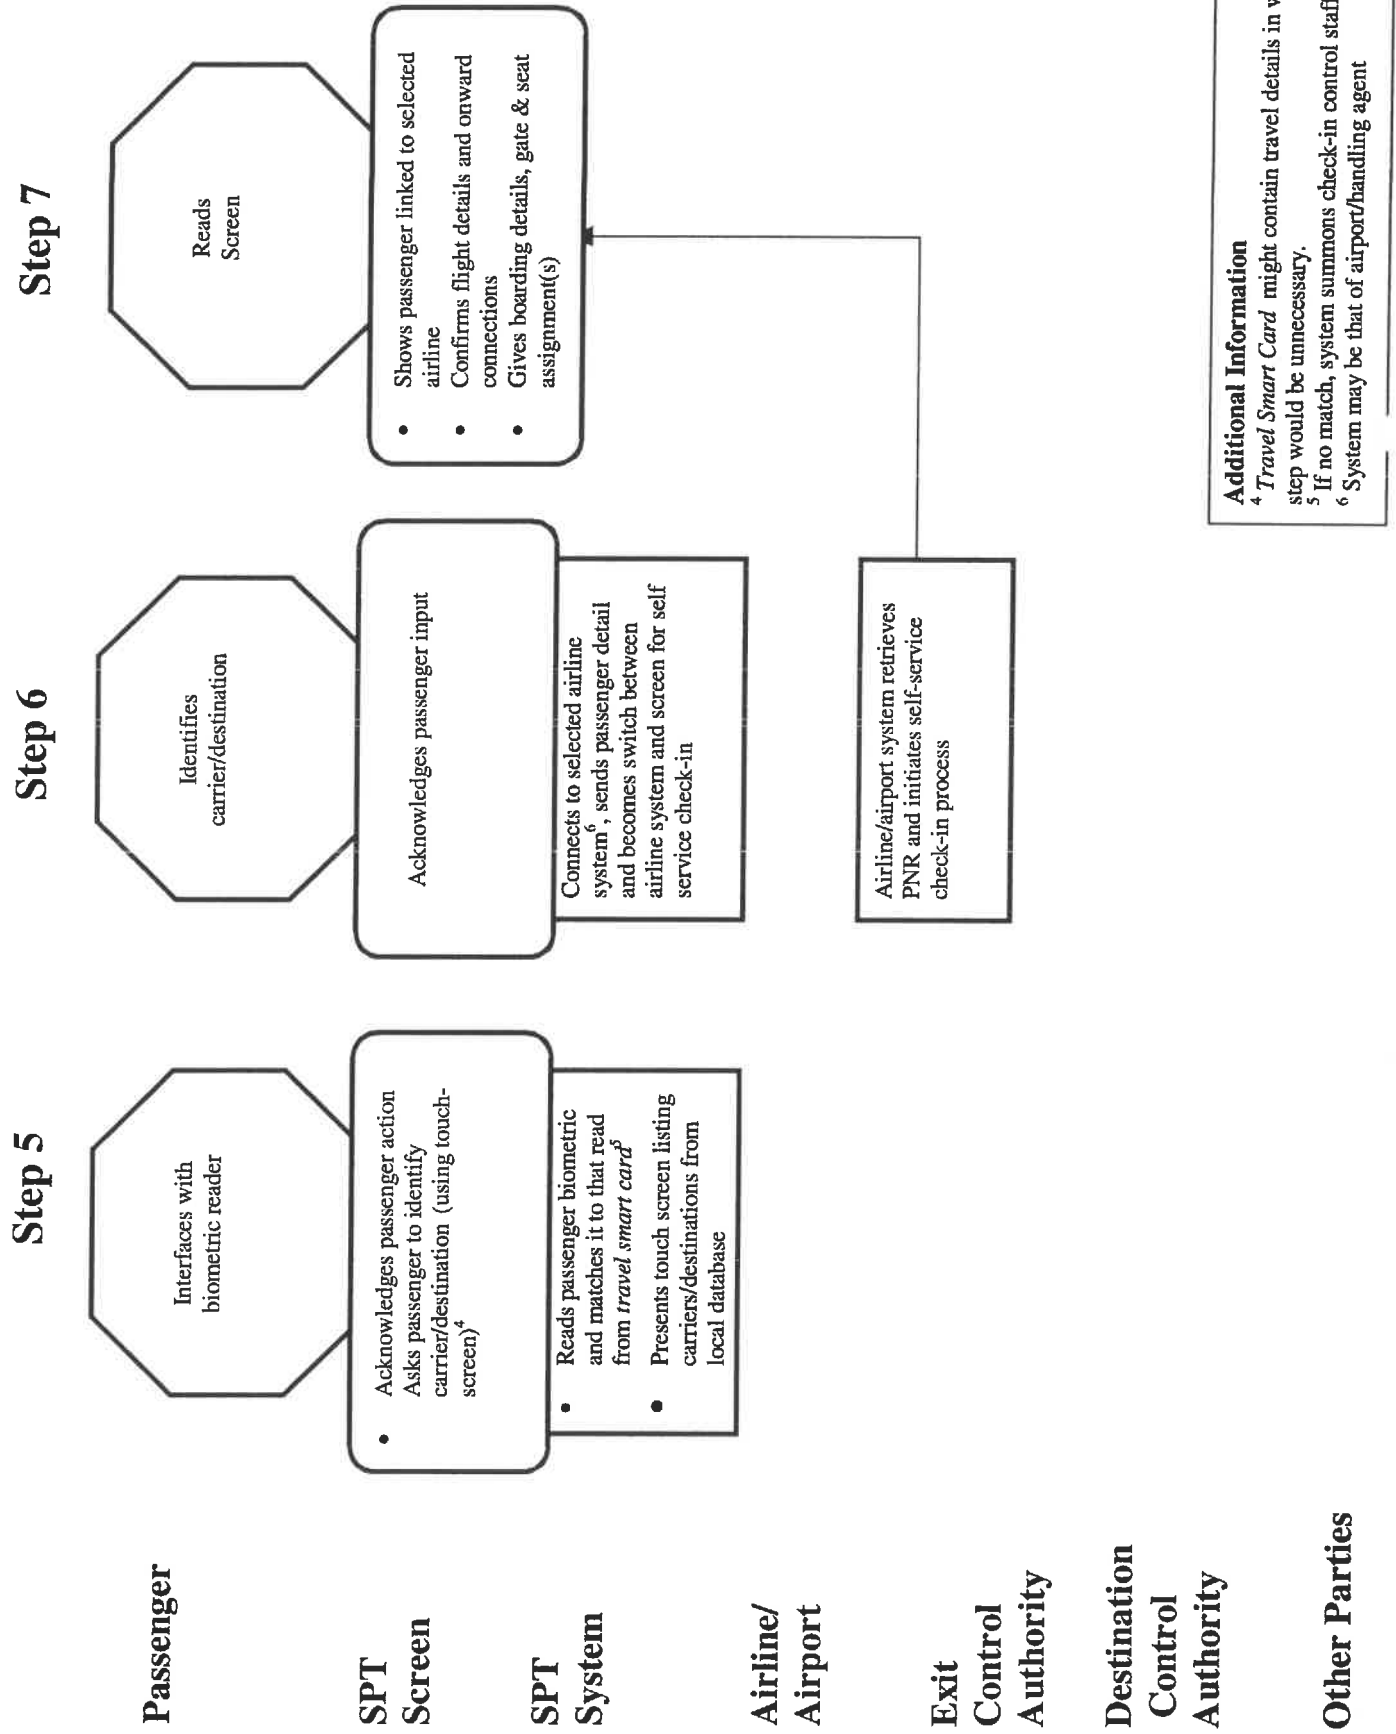 Step 5
Step 6
Step 7
Passenger
Interfaces with
biometric reader
Identifies
carrier/destination
Reads
Screen
SPT
Screen
• Acknowledges passenger action
Asks passenger to identify
carrier/destination (using touch-
screen)⁴
Acknowledges passenger input
• Shows passenger linked to selected
airline
• Confirms flight details and onward
connections
• Gives boarding details, gate & seat
assignment(s)
SPT
System
• Reads passenger biometric
and matches it to that read
from travel smart card⁵
• Presents touch screen listing
carriers/destinations from
local database
Connects to selected airline
system⁶, sends passenger detail
and becomes switch between
airline system and screen for self
service check-in
Airline/
Airport
Airline/airport system retrieves
PNR and initiates self-service
check-in process
Exit
Control
Authority
Destination
Control
Authority
Other Parties
Additional Information
⁴ Travel Smart Card might contain travel details in
step would be unnecessary.
⁵ If no match, system summons check-in control staff
⁶ System may be that of airport/handling agent